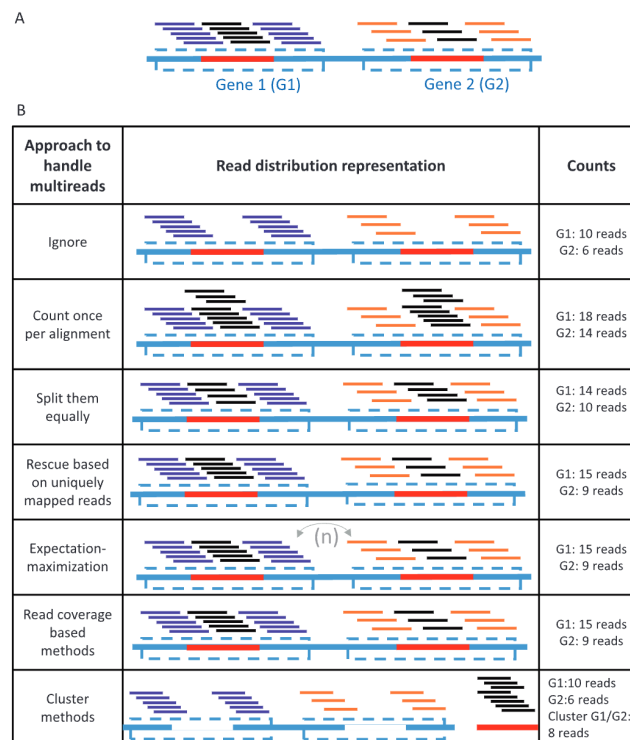 A
Gene 1 (G1)
Gene 2 (G2)
B
Approach to
handle
multireads
Read distribution representation
Counts
Ignore
G1: 10 reads
G2: 6 reads
Count once
per alignment
G1: 18 reads
G2: 14 reads
Split them
equally
G1: 14 reads
G2: 10 reads
Rescue based
on uniquely
mapped reads
G1: 15 reads
G2: 9 reads
Expectation-
maximization
(n)
G1: 15 reads
G2: 9 reads
Read coverage
based
methods
G1: 15 reads
G2: 9 reads
Cluster
methods
G1:10 reads
G2:6 reads
Cluster G1/G2:
8 reads